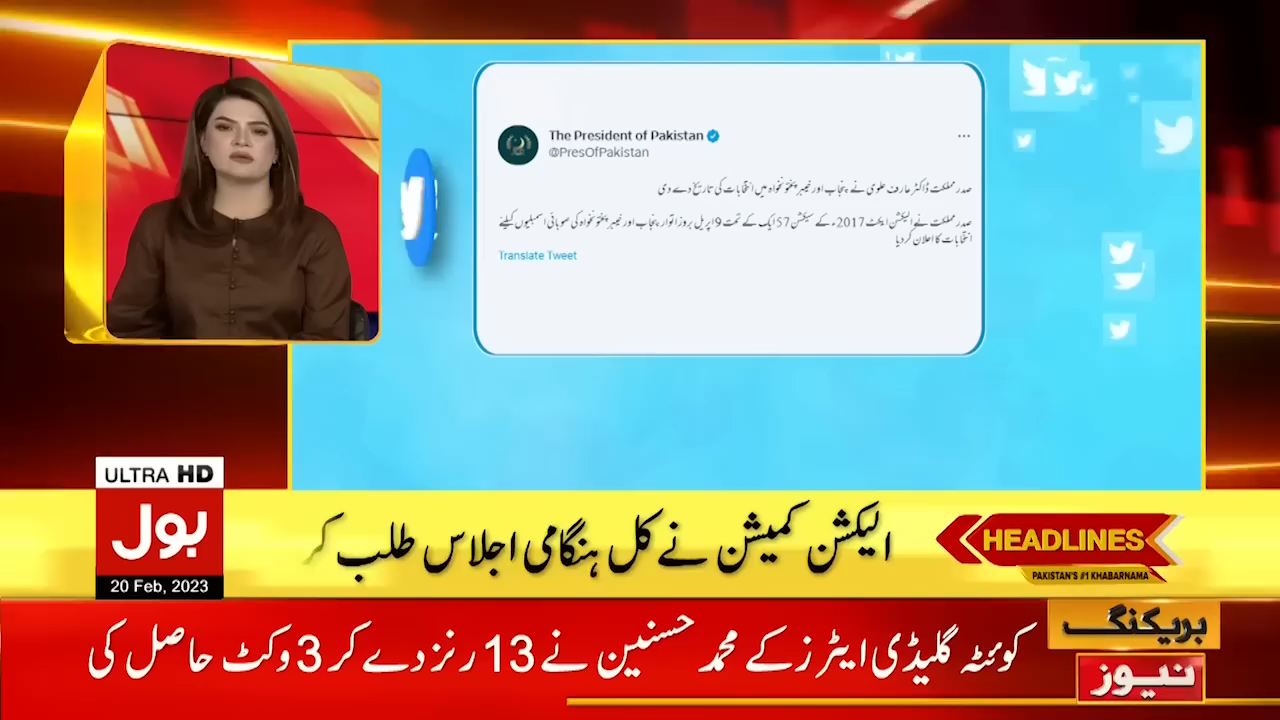 The President of Pakistan
@PresOfPakistan
صدر مملکت ڈاکٹر عارف علوی نے پنجاب اور خیبر پختونخواہ میں انتخابات کی تاریخ دے دی
صدر مملکت نے الیکشن ایکٹ 2017ء کے سیکشن 57 ایک کے تحت 9 اپریل بروز اتوار پنجاب اور خیبر پختونخواہ کی صوبائی اسمبلیوں کیلئے
انتخابات کا اعلان کر دیا
Translate Tweet
ULTRA HD
بول
20 Feb, 2023
الیکشن کمیشن نے کل ہنگامی اجلاس طلب کر
HEADLINES
PAKISTAN'S #1 KHABARNAMA
بریکنگ
نیوز
کوئٹہ گلیڈی ایٹرز کے محمد حسنین نے 13 رنز دے کر 3 وکٹ حاصل کی